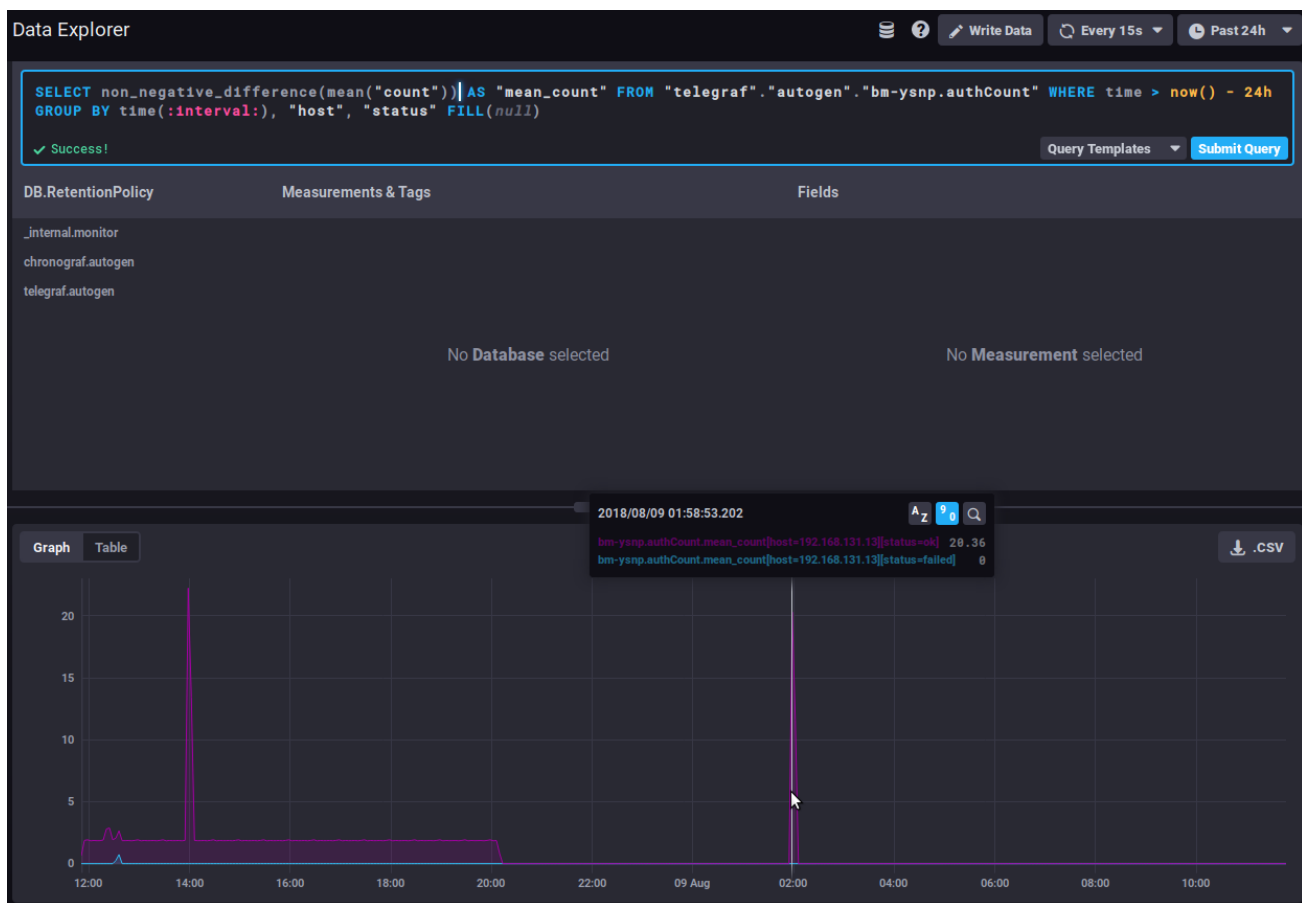 Data Explorer
Write Data
Every 15s
Past 24h
SELECT non_negative_difference(mean("count")) AS "mean_count" FROM "telegraf"."autogen"."bm-ysnp.authCount" WHERE time > now() - 24h
GROUP BY time(:interval:), "host", "status" FILL(null)
Success!
Query Templates
Submit Query
DB.RetentionPolicy
Measurements & Tags
Fields
_internal.monitor
chronograf.autogen
telegraf.autogen
No Database selected
No Measurement selected
2018/08/09 01:58:53.202
AZ
90
bm-ysnp.authCount.mean_count[host=192.168.131.13][status=ok] 20.36
bm-ysnp.authCount.mean_count[host=192.168.131.13][status=failed] 0
Graph
Table
.CSV
20
15
10
5
0
12:00
14:00
16:00
18:00
20:00
22:00
09 Aug
02:00
04:00
06:00
08:00
10:00